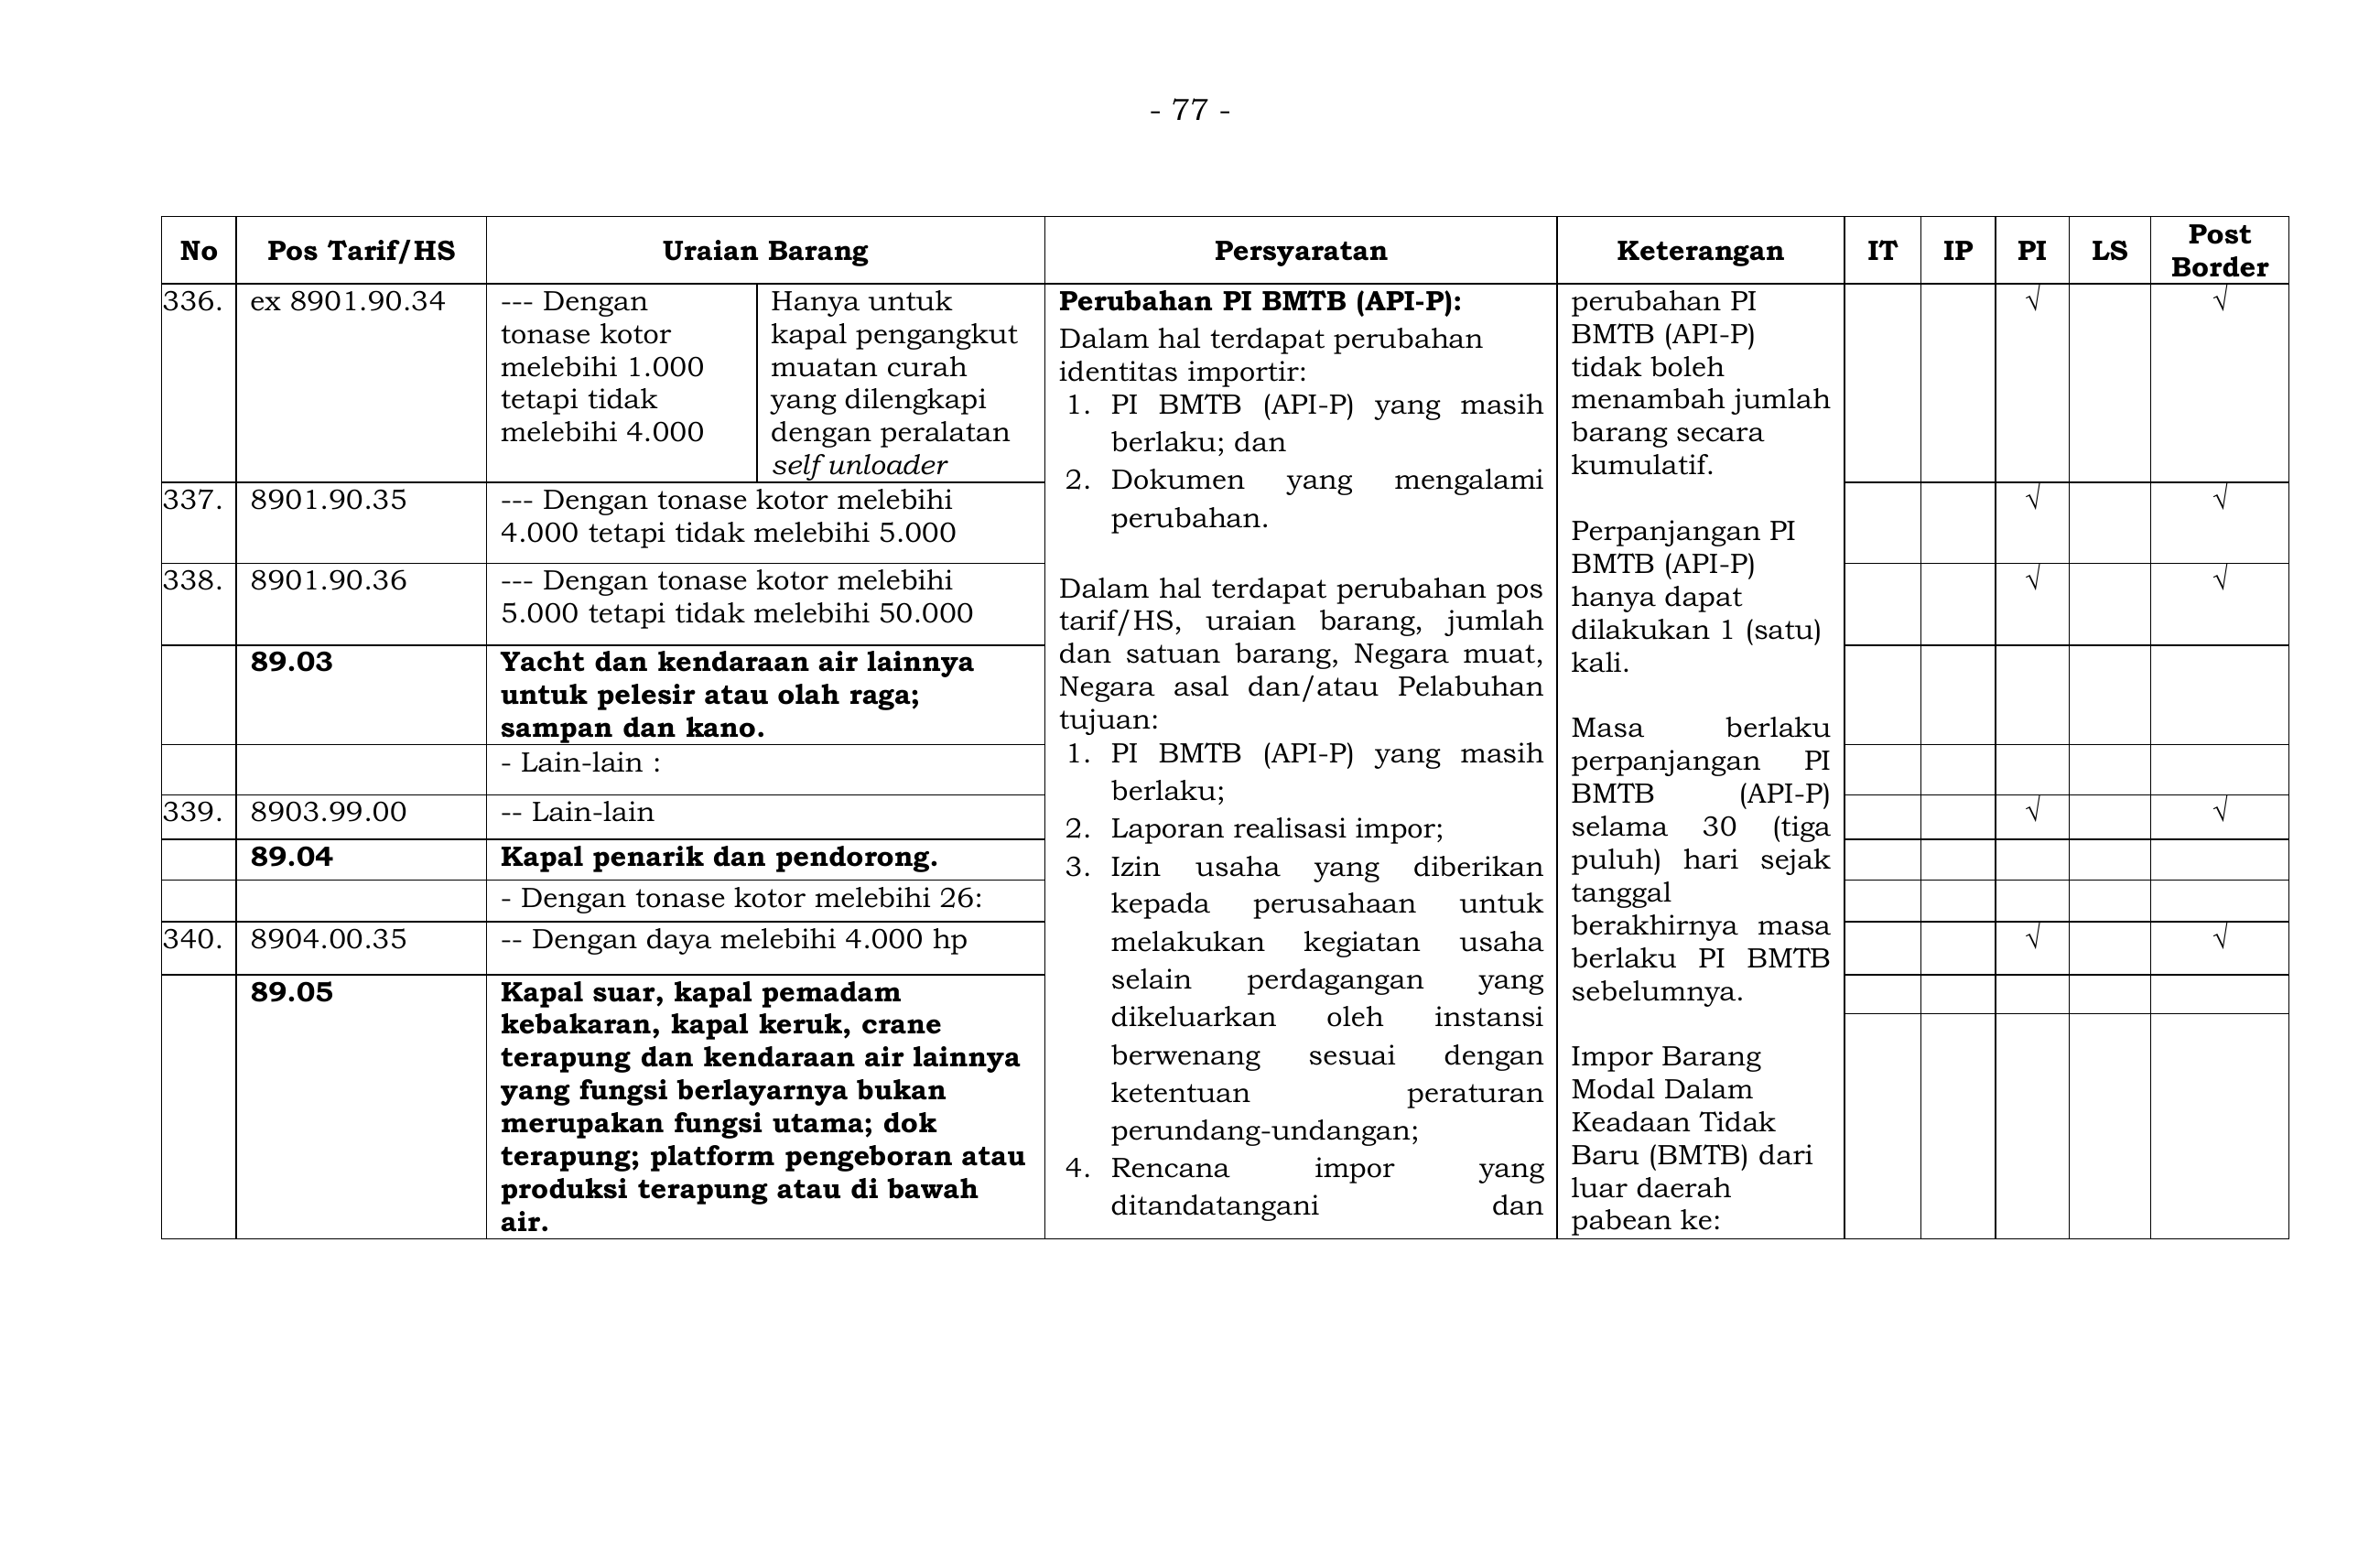 - 77 -
No Pos Tarif/HS Uraian Barang Persyaratan Keterangan IT IP PI LS Post Border
336. ex 8901.90.34
--- Dengan
tonase kotor
melebihi 1.000
tetapi tidak
melebihi 4.000
Hanya untuk
kapal pengangkut
muatan curah
yang dilengkapi
dengan peralatan
self unloader
√ √
337. 8901.90.35
--- Dengan tonase kotor melebihi
4.000 tetapi tidak melebihi 5.000
√ √
338. 8901.90.36
--- Dengan tonase kotor melebihi
5.000 tetapi tidak melebihi 50.000
√ √
89.03
Yacht dan kendaraan air lainnya
untuk pelesir atau olah raga;
sampan dan kano.
- Lain-lain :
339. 8903.99.00 -- Lain-lain √ √
89.04 Kapal penarik dan pendorong.
- Dengan tonase kotor melebihi 26:
340. 8904.00.35 -- Dengan daya melebihi 4.000 hp √ √
89.05
Kapal suar, kapal pemadam
kebakaran, kapal keruk, crane
terapung dan kendaraan air lainnya
yang fungsi berlayarnya bukan
merupakan fungsi utama; dok
terapung; platform pengeboran atau
produksi terapung atau di bawah
air.
Perubahan PI BMTB (API-P):
Dalam hal terdapat perubahan
identitas importir:
1. PI BMTB (API-P) yang masih
berlaku; dan
2. Dokumen yang mengalami
perubahan.
Dalam hal terdapat perubahan pos
tarif/HS, uraian barang, jumlah
dan satuan barang, Negara muat,
Negara asal dan/atau Pelabuhan
tujuan:
1. PI BMTB (API-P) yang masih
berlaku;
2. Laporan realisasi impor;
3. Izin usaha yang diberikan
kepada perusahaan untuk
melakukan kegiatan usaha
selain perdagangan yang
dikeluarkan oleh instansi
berwenang sesuai dengan
ketentuan peraturan
perundang-undangan;
4. Rencana impor yang
ditandatangani dan
perubahan PI
BMTB (API-P)
tidak boleh
menambah jumlah
barang secara
kumulatif.
Perpanjangan PI
BMTB (API-P)
hanya dapat
dilakukan 1 (satu)
kali.
Masa berlaku
perpanjangan PI
BMTB (API-P)
selama 30 (tiga
puluh) hari sejak
tanggal
berakhirnya masa
berlaku PI BMTB
sebelumnya.
Impor Barang
Modal Dalam
Keadaan Tidak
Baru (BMTB) dari
luar daerah
pabean ke: